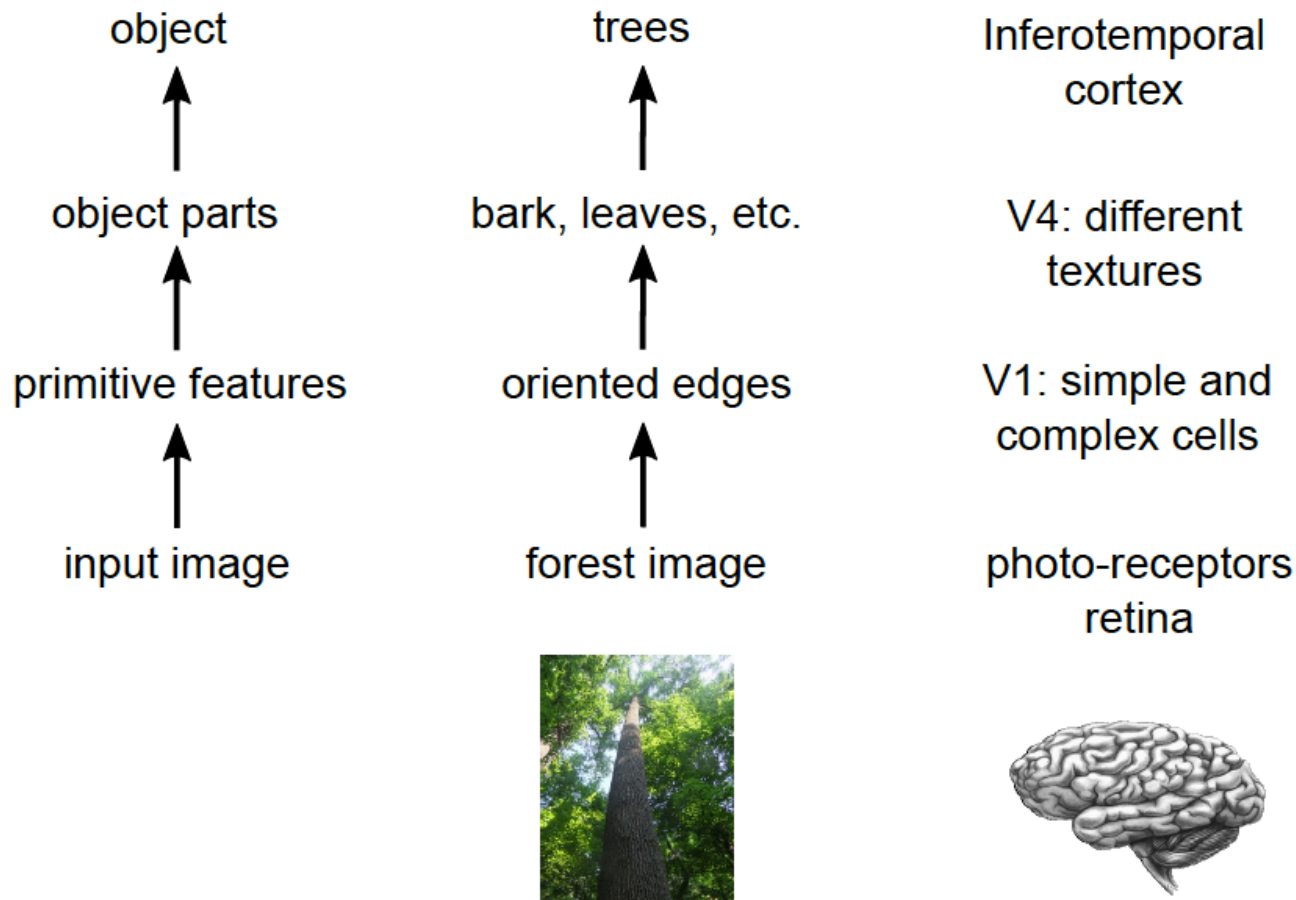 object
trees
Inferotemporal
cortex
object parts
bark, leaves, etc.
V4: different
textures
primitive features
oriented edges
V1: simple and
complex cells
input image
forest image
photo-receptors
retina